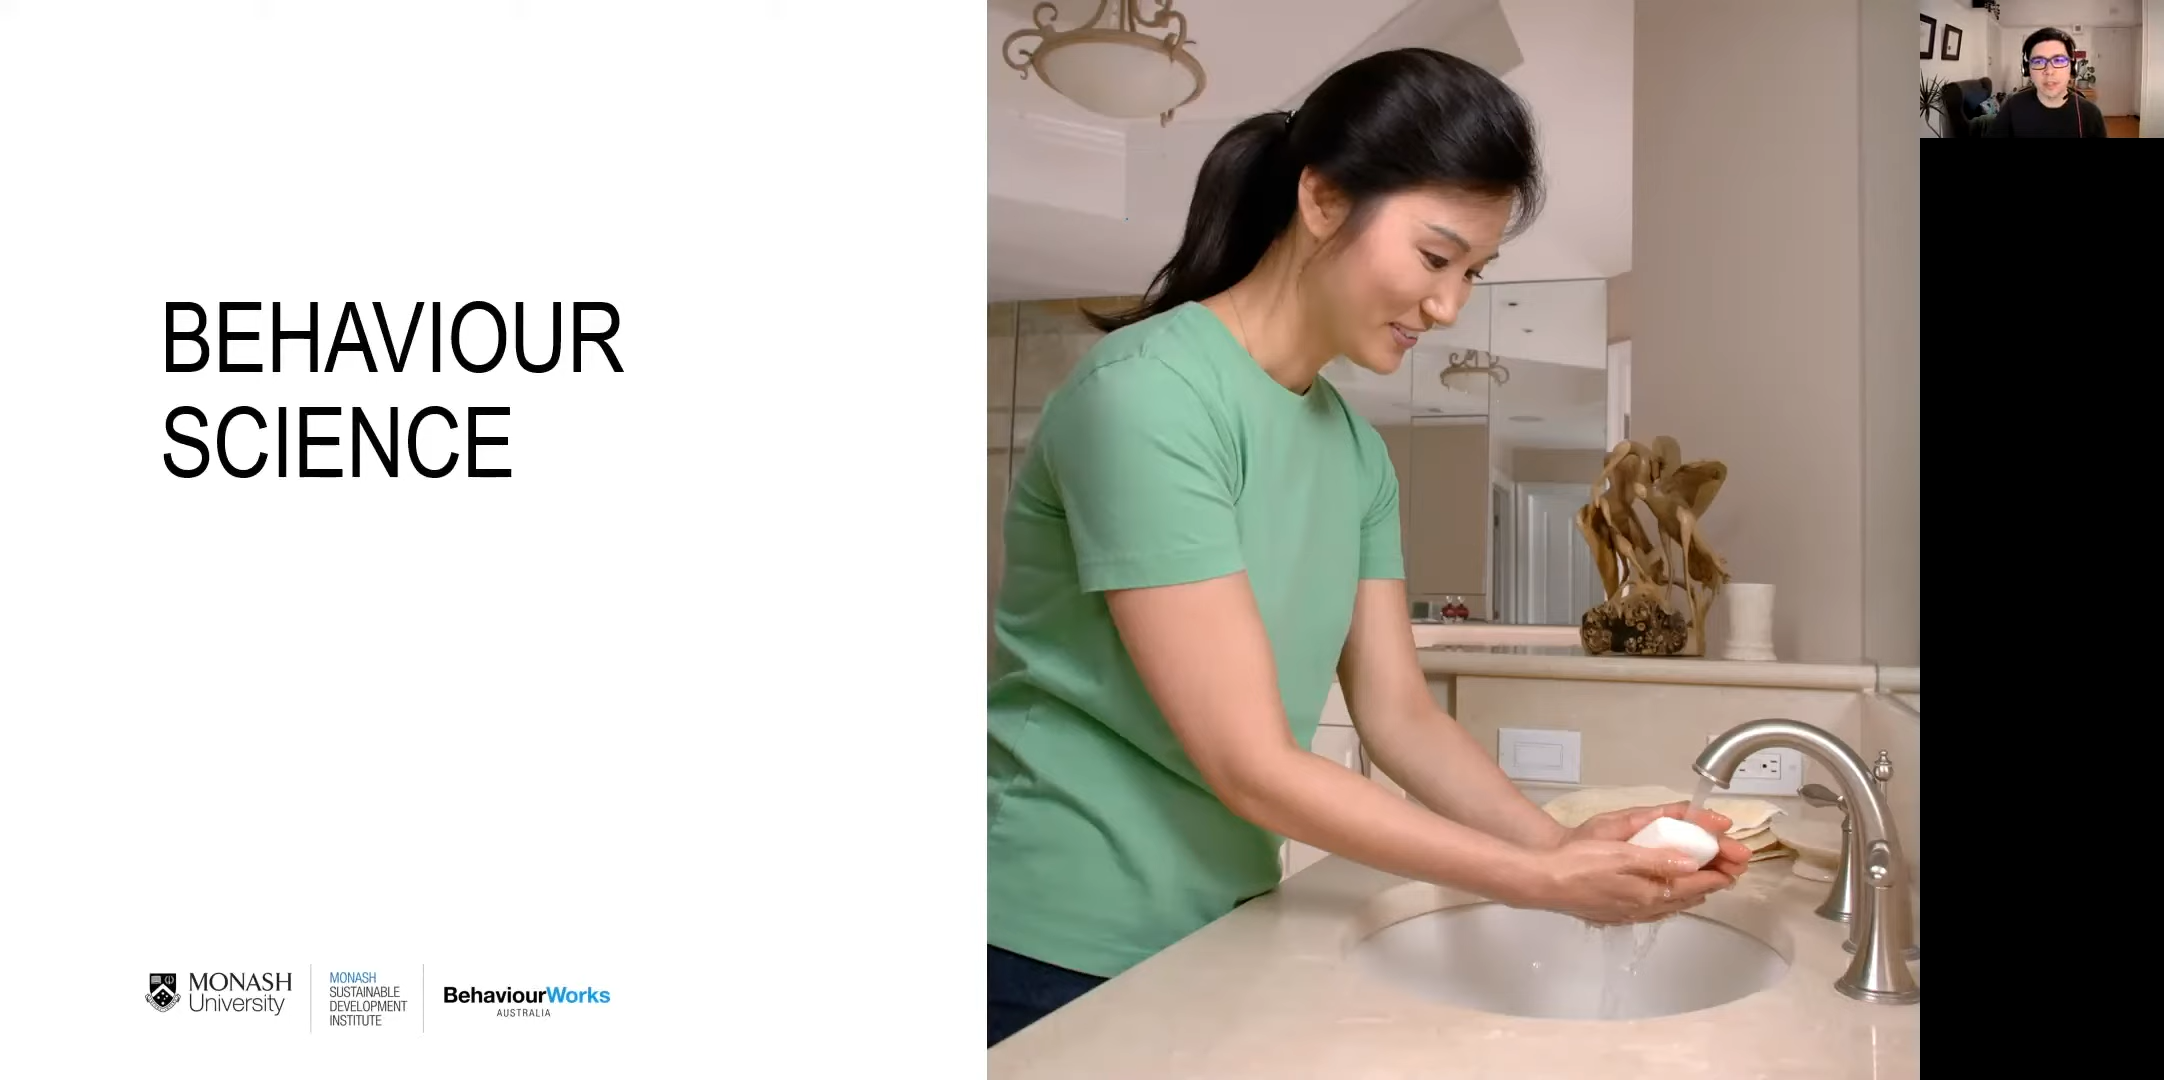 BEHAVIOUR
SCIENCE
MONASH
University
MONASH
SUSTAINABLE
DEVELOPMENT
INSTITUTE
BehaviourWorks
AUSTRALIA